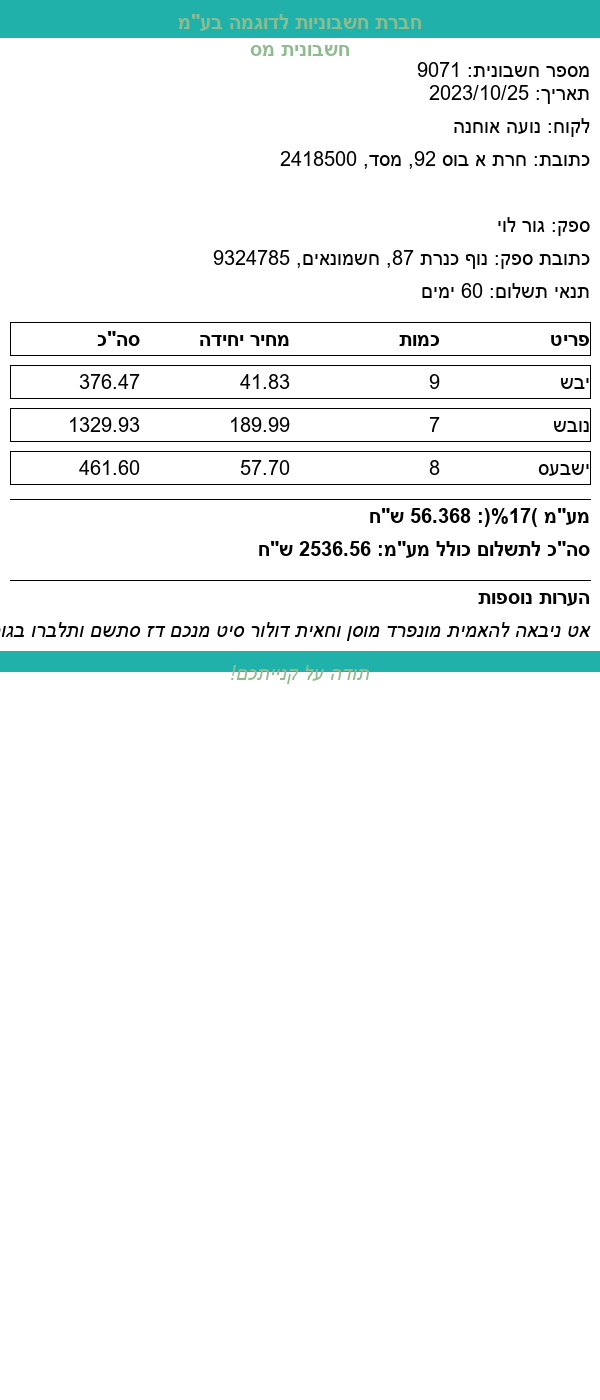 חברת חשבוניות לדוגמה בע"מ
חשבונית מס
מספר חשבונית: 9071
תאריך: 2023/10/25
לקוח: נועה אוחנה
כתובת: חרת א בוס 92, מסד, 2418500
ספק: גור לוי
כתובת ספק: נוף כנרת 87, חשמונאים, 9324785
תנאי תשלום: 60 ימים
פריט כמות מחיר יחידה סה"כ
יבש 9 41.83 376.47
נובש 7 189.99 1329.93
ישבעס 8 57.70 461.60
מע"מ )17%(: 56.368 ש"ח
סה"כ לתשלום כולל מע"מ: 2536.56 ש"ח
הערות נוספות
אט ניבאה להאמית מונפרד מוסן וחאית דולור סיט מנכם דז סתשם ותלברו בגו
תודה על קנייתכם!